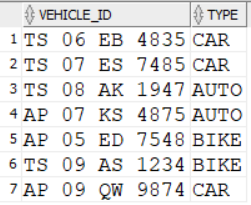 VEHICLE_ID TYPE
1 TS 06 EB 4835 CAR
2 TS 07 ES 7485 CAR
3 TS 08 AK 1947 AUTO
4 AP 07 KS 4875 AUTO
5 AP 05 ED 7548 BIKE
6 TS 09 AS 1234 BIKE
7 AP 09 QW 9874 CAR